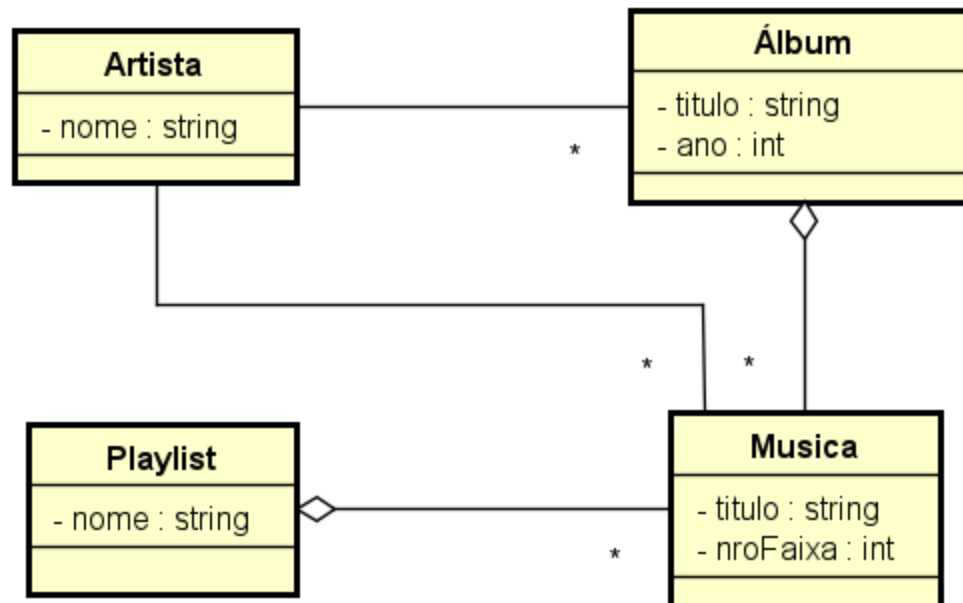 Artista
- nome : string
Álbum
- titulo : string
- ano : int
*
*
*
Playlist
- nome : string
*
Musica
- titulo : string
- nroFaixa : int